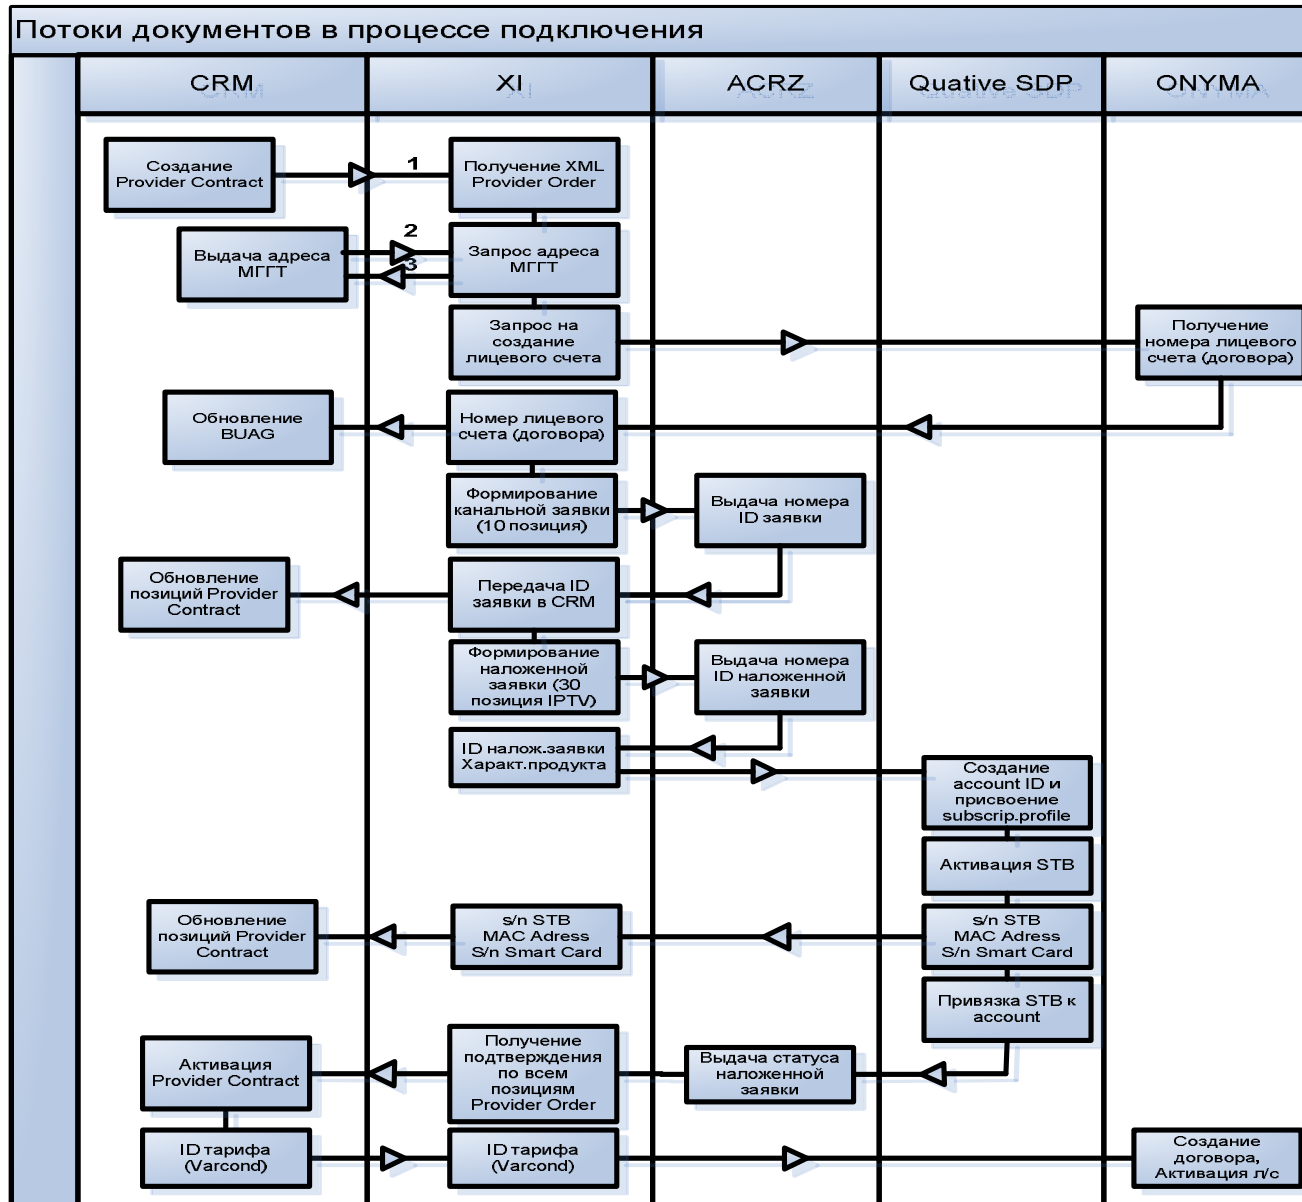 Потоки документов в процессе подключения
CRM
XI
ACRZ
Quative SDP
ONYMA
Создание
Provider Contract
1
Получение XML
Provider Order
Выдача адреса
МГГТ
2
3
Запрос адреса
МГГТ
Запрос на
создание
лицевого счета
Получение
номера лицевого
счета (договора)
Обновление
BUAG
Номер лицевого
счета (договора)
Формирование
канальной заявки
(10 позиция)
Выдача номера
ID заявки
Обновление
позиций Provider
Contract
Передача ID
заявки в CRM
Формирование
наложенной
заявки (30
позиция IPTV)
Выдача номера
ID наложенной
заявки
ID налож.заявки
Характ.продукта
Создание
account ID и
присвоение
subscrip.profile
Активация STB
Обновление
позиций Provider
Contract
s/n STB
MAC Adress
S/n Smart Card
s/n STB
MAC Adress
S/n Smart Card
Привязка STB к
account
Активация
Provider Contract
Получение
подтверждения
по всем
позициям
Provider Order
Выдача статуса
наложенной
заявки
ID тарифа
(Varcond)
ID тарифа
(Varcond)
Создание
договора,
Активация л/с